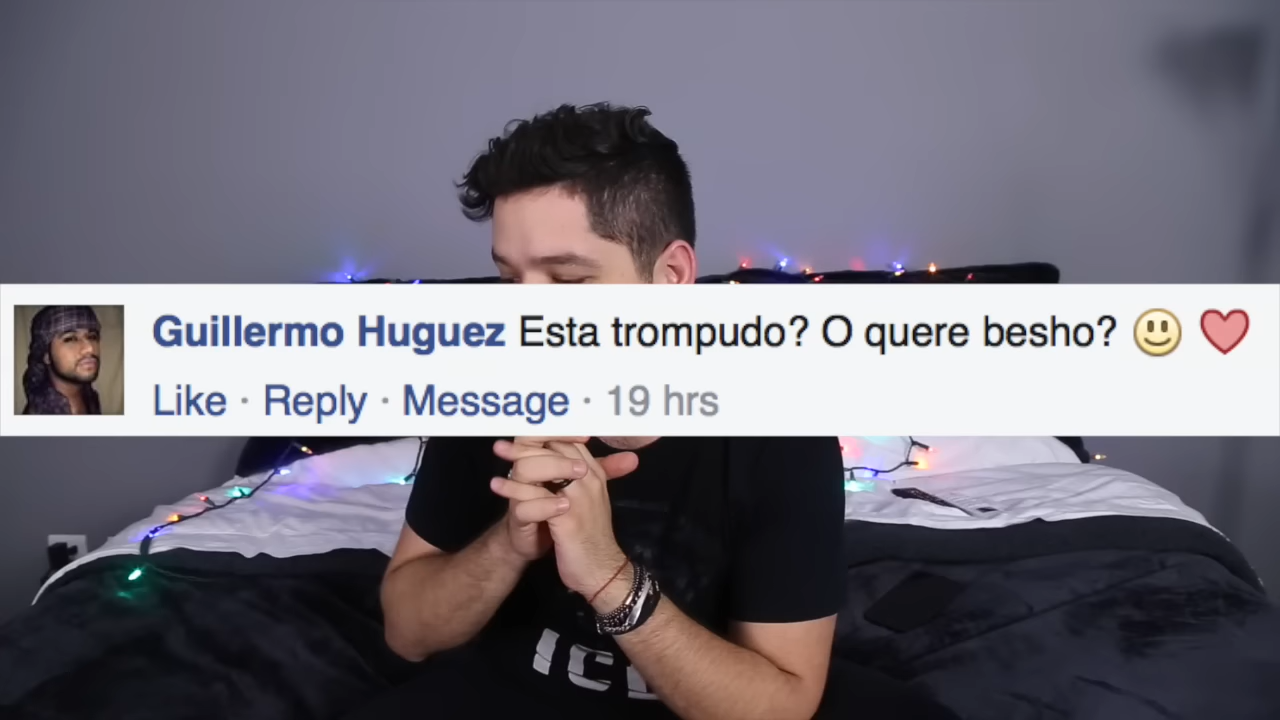 Guillermo Huguez Esta trompudo? O quere besho? 🙂 ❤️
Like · Reply · Message · 19 hrs